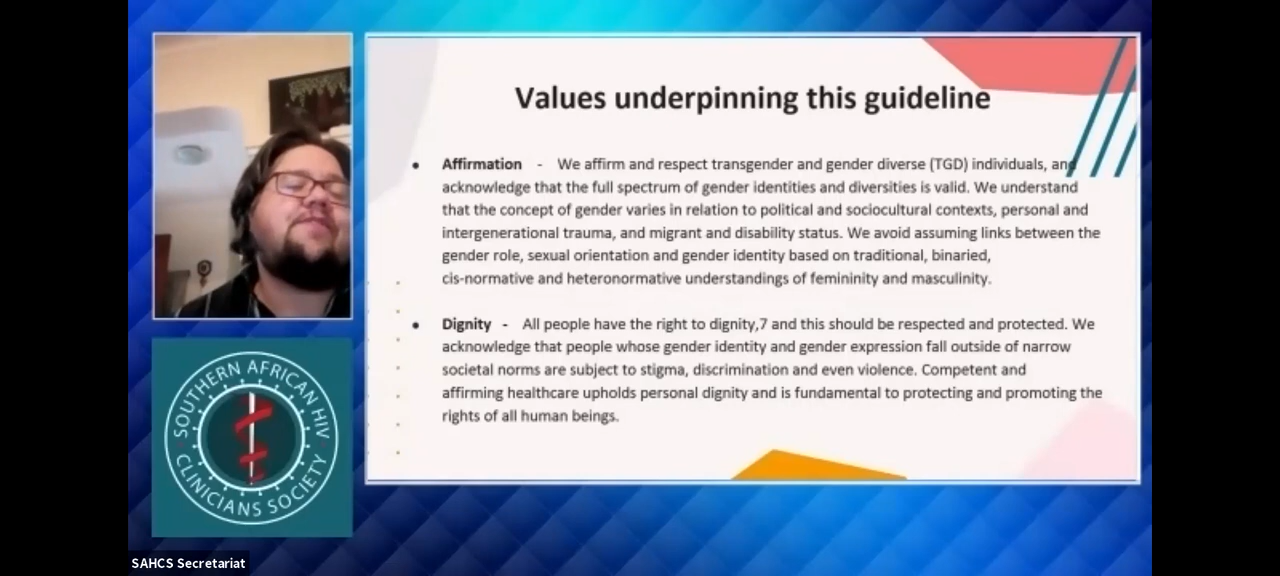 Values underpinning this guideline
● Affirmation - We affirm and respect transgender and gender diverse (TGD) individuals, and
acknowledge that the full spectrum of gender identities and diversities is valid. We understand
that the concept of gender varies in relation to political and sociocultural contexts, personal and
intergenerational trauma, and migrant and disability status. We avoid assuming links between the
gender role, sexual orientation and gender identity based on traditional, binaried,
cis-normative and heteronormative understandings of femininity and masculinity.
● Dignity - All people have the right to dignity,7 and this should be respected and protected. We
acknowledge that people whose gender identity and gender expression fall outside of narrow
societal norms are subject to stigma, discrimination and even violence. Competent and
affirming healthcare upholds personal dignity and is fundamental to protecting and promoting the
rights of all human beings.
SOUTHERN AFRICAN HIV
CLINICIANS SOCIETY
SAHCS Secretariat